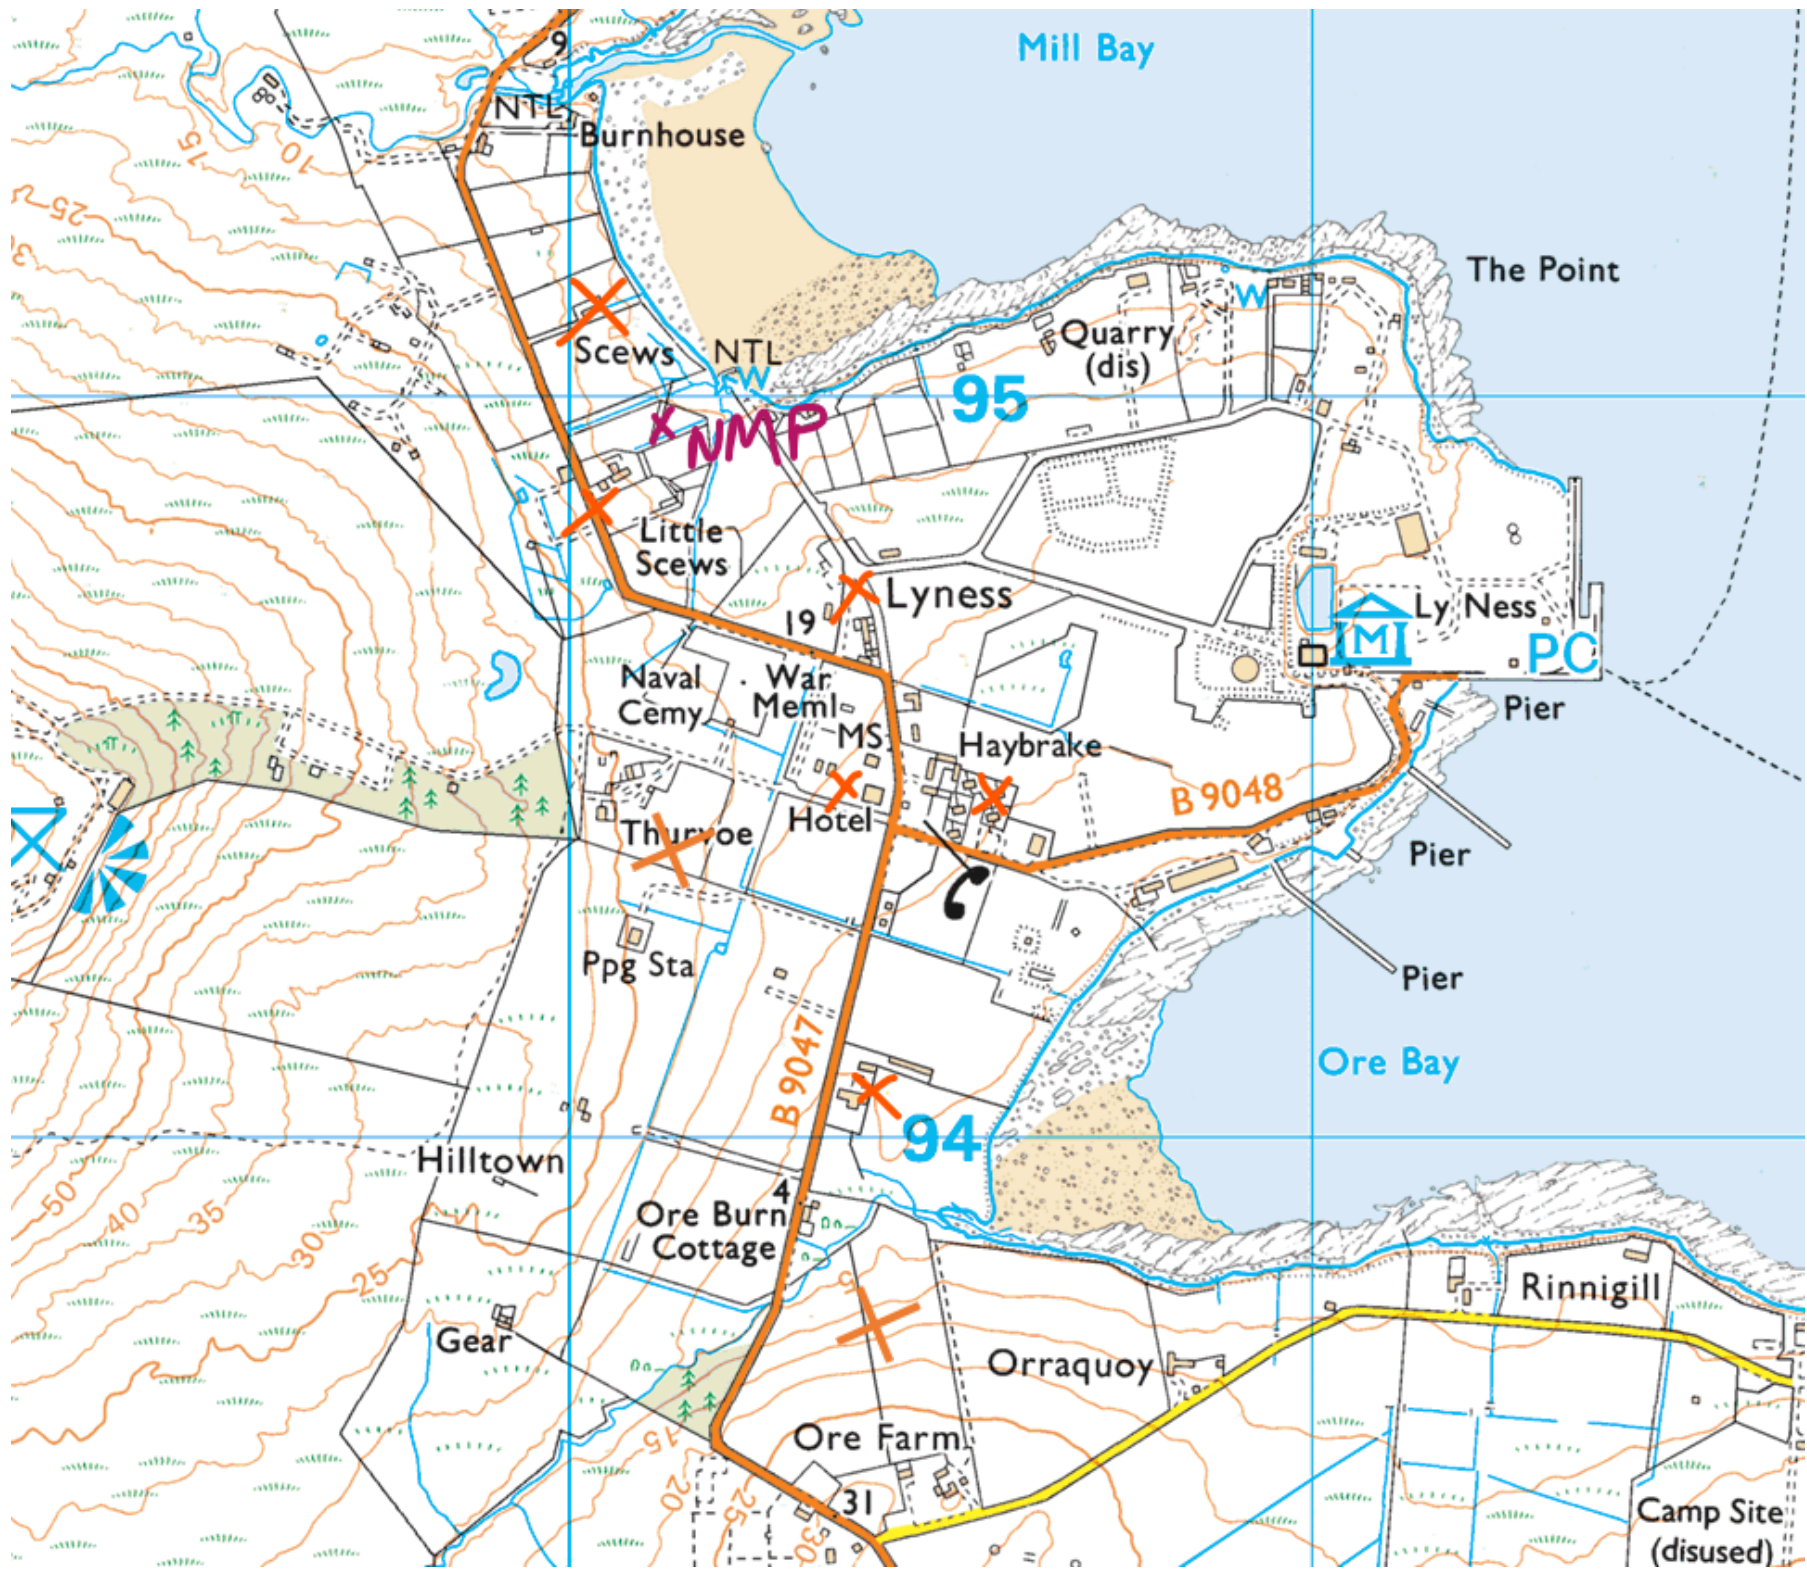 9
Mill Bay
NTL
Burnhouse
15
10
25
The Point
W
Quarry
(dis)
Scews
NTL
W
95
NMP
Little
Scews
Lyness
19
Ly Ness
M
PC
Naval
Cemy
War
Meml
Pier
MS
Haybrake
B 9048
Hotel
Thurvoe
Pier
Ppg Sta
Pier
B 9047
Ore Bay
94
Hilltown
50
40
35
30
25
4
Ore Burn
Cottage
5
Rinnigill
Gear
Orraquoy
15
Ore Farm
20
25
31
30
Camp Site
(disused)